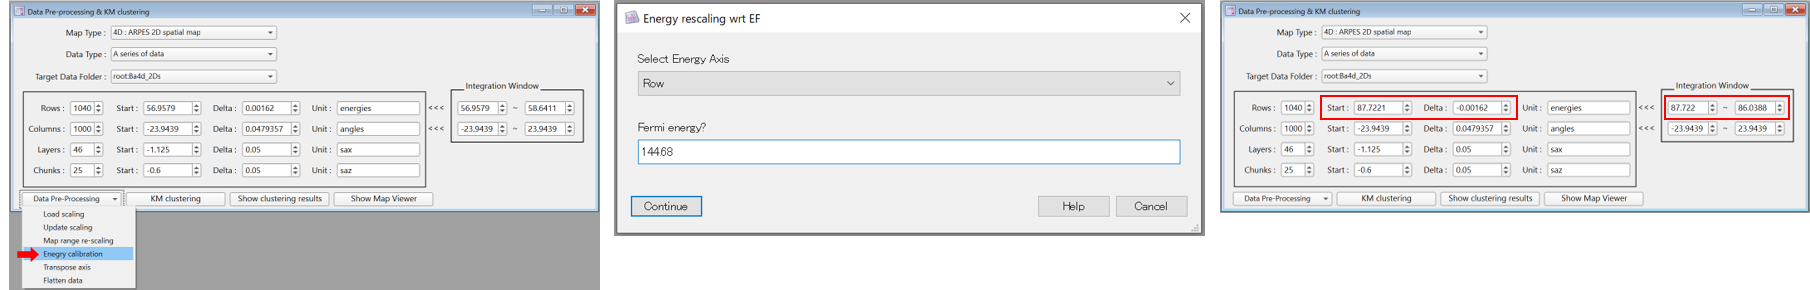 Data Pre-processing & KM clustering
Map Type : 4D : ARPES 2D spatial map
Data Type : A series of data
Target Data Folder : root:Ba4d_2Ds
Integration Window
Rows : 1040 Start : 56.9579 Delta : 0.00162 Unit : energies <<< 56.9579 ~ 58.6411
Columns : 1000 Start : -23.9439 Delta : 0.0479357 Unit : angles <<< -23.9439 ~ 23.9439
Layers : 46 Start : -1.125 Delta : 0.05 Unit : sax
Chunks : 25 Start : -0.6 Delta : 0.05 Unit : saz
Data Pre-Processing KM clustering Show clustering results Show Map Viewer
Load scaling
Update scaling
Map range re-scaling
Enegry calibration
Transpose axis
Flatten data
Energy rescaling wrt EF
Select Energy Axis
Row
Fermi energy?
144.68
Continue Help Cancel
Data Pre-processing & KM clustering
Map Type : 4D : ARPES 2D spatial map
Data Type : A series of data
Target Data Folder : root:Ba4d_2Ds
Integration Window
Rows : 1040 Start : 87.7221 Delta : -0.00162 Unit : energies <<< 87.722 ~ 86.0388
Columns : 1000 Start : -23.9439 Delta : 0.0479357 Unit : angles <<< -23.9439 ~ 23.9439
Layers : 46 Start : -1.125 Delta : 0.05 Unit : sax
Chunks : 25 Start : -0.6 Delta : 0.05 Unit : saz
Data Pre-Processing KM clustering Show clustering results Show Map Viewer